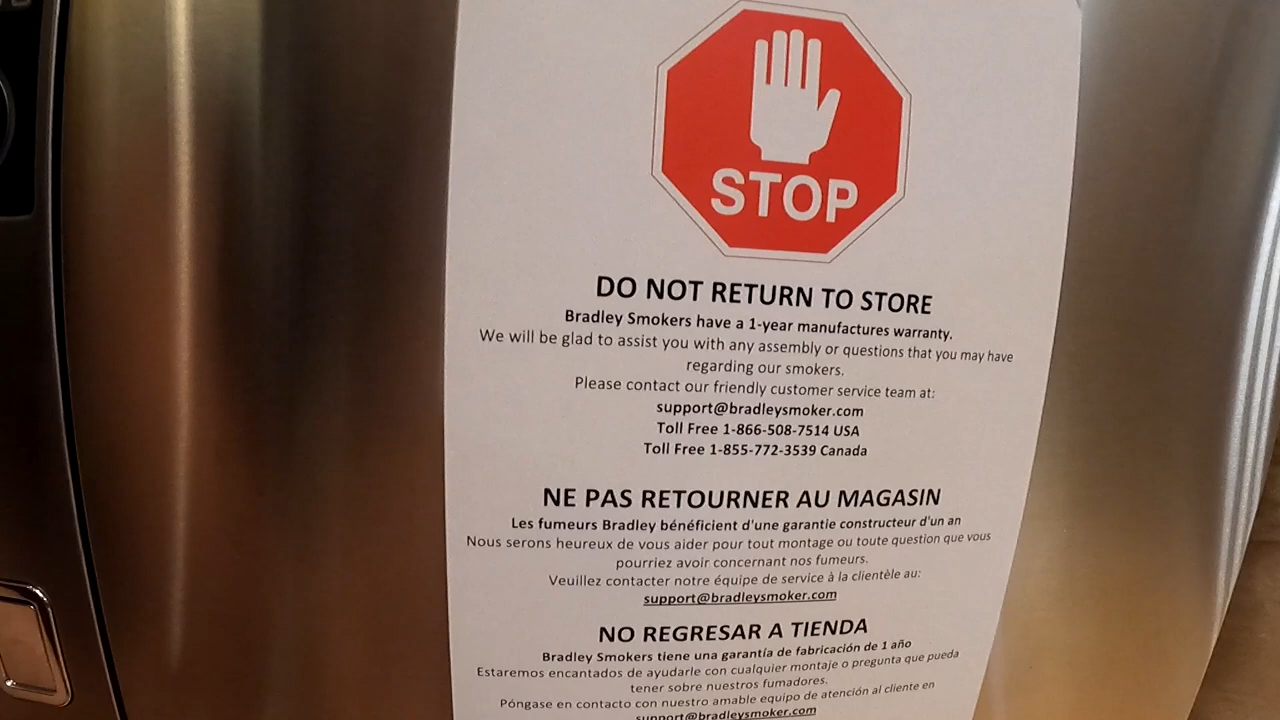 STOP
DO NOT RETURN TO STORE
Bradley Smokers have a 1-year manufactures warranty.
We will be glad to assist you with any assembly or questions that you may have
regarding our smokers.
Please contact our friendly customer service team at:
support@bradleysmoker.com
Toll Free 1-866-508-7514 USA
Toll Free 1-855-772-3539 Canada
NE PAS RETOURNER AU MAGASIN
Les fumeurs Bradley bénéficient d'une garantie constructeur d'un an
Nous serons heureux de vous aider pour tout montage ou toute question que vous
pourriez avoir concernant nos fumeurs.
Veuillez contacter notre équipe de service à la clientèle au:
support@bradleysmoker.com
NO REGRESAR A TIENDA
Bradley Smokers tiene una garantía de fabricación de 1 año
Estaremos encantados de ayudarle con cualquier montaje o pregunta que pueda
tener sobre nuestros fumadores.
Póngase en contacto con nuestro amable equipo de atención al cliente en
support@bradleysmoker.com